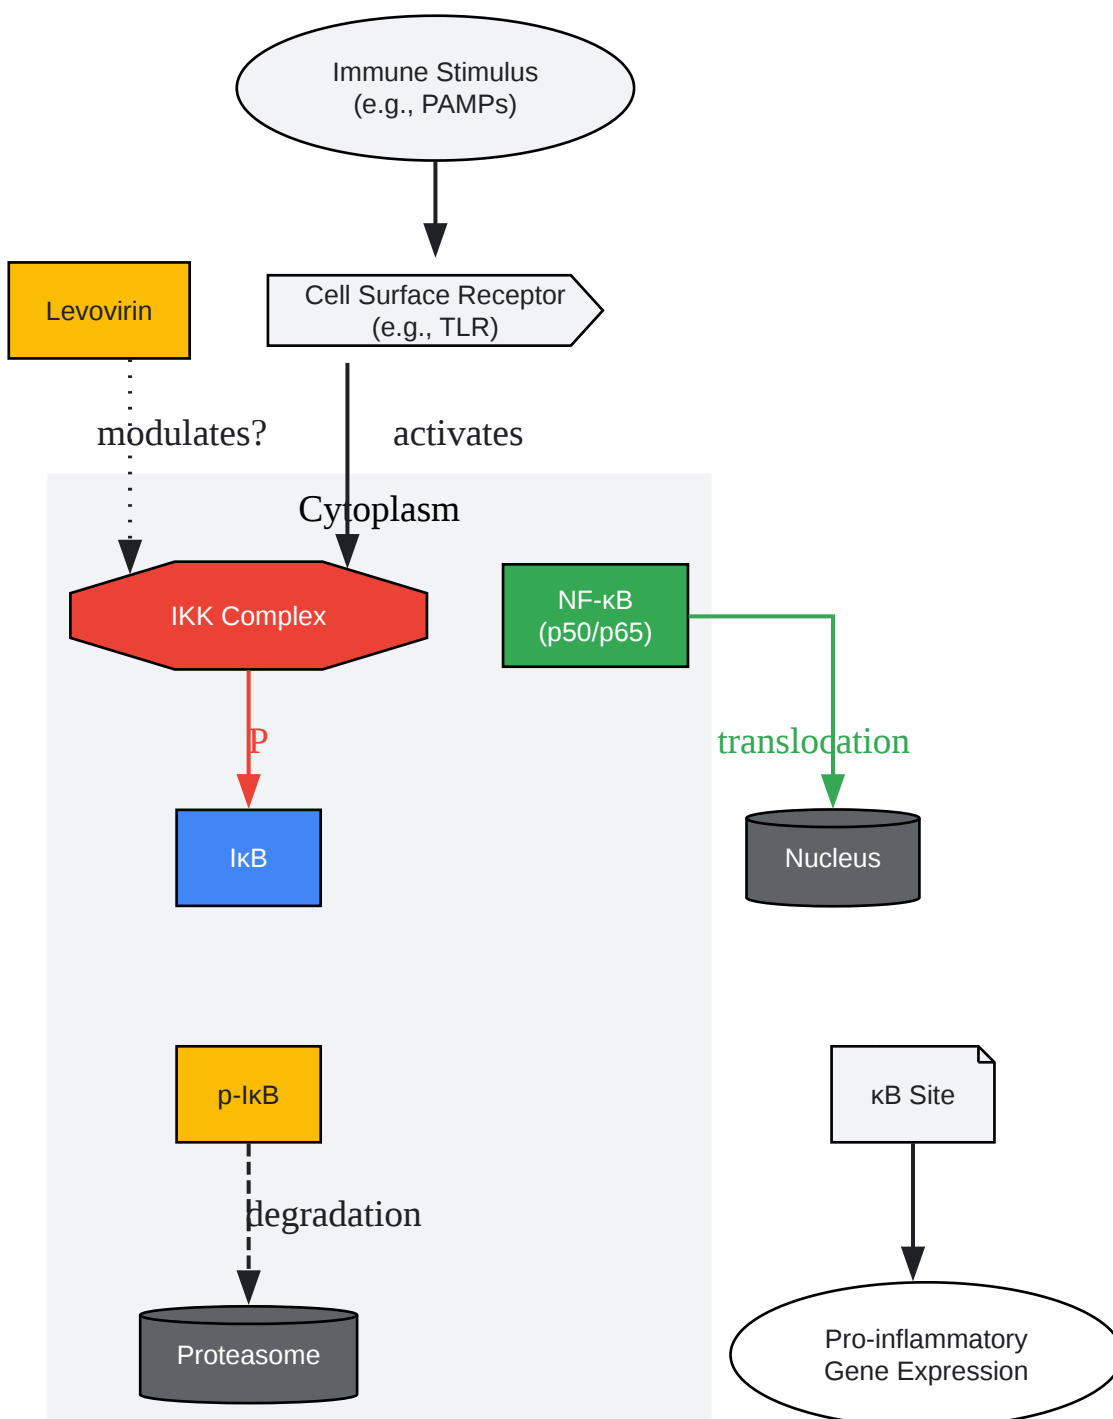 Immune Stimulus
(e.g., PAMPs)
Levovirin
Cell Surface Receptor
(e.g., TLR)
modulates?
activates
Cytoplasm
IKK Complex
NF-κB
(p50/p65)
P
translocation
IκB
Nucleus
p-IκB
κB Site
degradation
Proteasome
Pro-inflammatory
Gene Expression